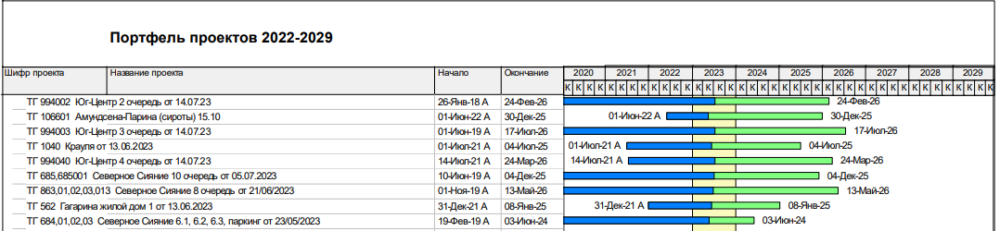 Портфель проектов 2022-2029
Шифр проекта Название проекта Начало Окончание 2020 2021 2022 2023 2024 2025 2026 2027 2028 2029
К К К К К К К К К К К К К К К К К К К К К К К К К К К К К К К К К К К К К К К К
ТГ 994002 Юг-Центр 2 очередь от 14.07.23 26-Янв-18 А 24-Фев-26 24-Фев-26
ТГ 106601 Амундсена-Парина (сироты) 15.10 01-Июн-22 А 30-Дек-25 01-Июн-22 А 30-Дек-25
ТГ 994003 Юг-Центр 3 очередь от 14.07.23 01-Июн-19 А 17-Июл-26 17-Июл-26
ТГ 1040 Крауля от 13.06.2023 01-Июл-21 А 04-Июл-25 01-Июл-21 А 04-Июл-25
ТГ 994040 Юг-Центр 4 очередь от 14.07.23 14-Июл-21 А 24-Мар-26 14-Июл-21 А 24-Мар-26
ТГ 685,685001 Северное Сияние 10 очередь от 05.07.2023 10-Июн-19 А 04-Дек-25 04-Дек-25
ТГ 863,01,02,03,013 Северное Сияние 8 очередь от 21/06/2023 01-Ноя-19 А 13-Май-26 13-Май-26
ТГ 562 Гагарина жилой дом 1 от 13.06.2023 31-Дек-21 А 08-Янв-25 31-Дек-21 А 08-Янв-25
ТГ 684,01,02,03 Северное Сияние 6.1, 6.2, 6.3, паркинг от 23/05/2023 19-Фев-19 А 03-Июн-24 03-Июн-24